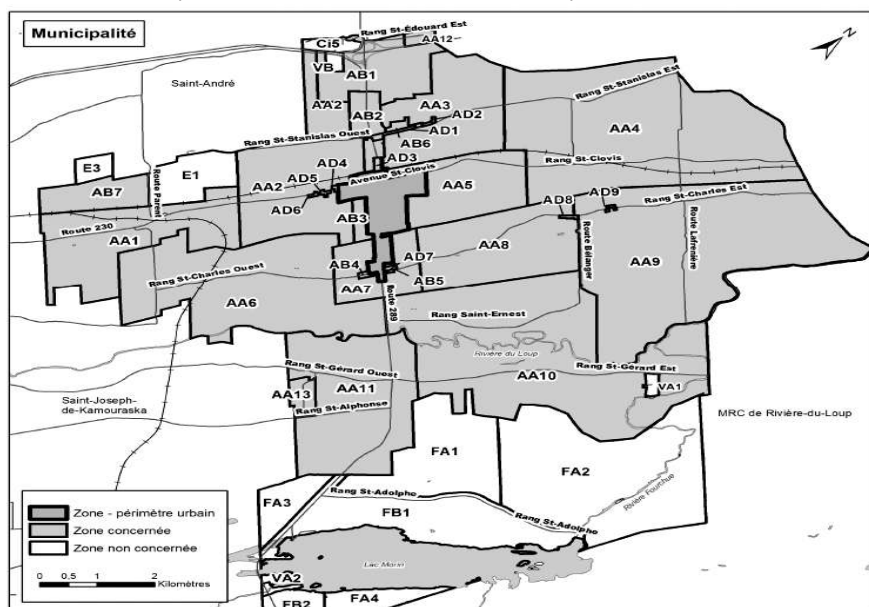 Municipalité
Rang St-Édouard Est
N
Ci5
AA12
VB
AB1
Saint-André
AA2
AB2
AA3
AD2
Rang St-Stanislas Est
Rang St-Stanislas Ouest
AD1
AB6
AD3
AA4
E3
E1
AB7
Route Parent
AA2
AD4
AD5
AD6
Avenue St-Clovis
Rang St-Clovis
AA5
AB3
AD8
AD9
Rang St-Charles Est
Route 230
AA1
Rang St-Charles Ouest
AB4
AD7
AA8
Route Bélanger
Route Lafrenière
AA9
AA7
AB5
AA6
Route 289
Rang Saint-Ernest
Rivière du Loup
Rang St-Gérard Ouest
Rang St-Gérard Est
AA10
VA1
AA13
AA11
Rang St-Alphonse
Saint-Joseph-
de-Kamouraska
MRC de Rivière-du-Loup
FA1
FA2
FA3
Rang St-Adolphe
FB1
Rang St-Adolphe
Rivière Fourchue
Lac Morin
VA2
FB2
FA4
Zone - périmètre urbain
Zone concernée
Zone non concernée
0 0.5 1 2
Kilomètres